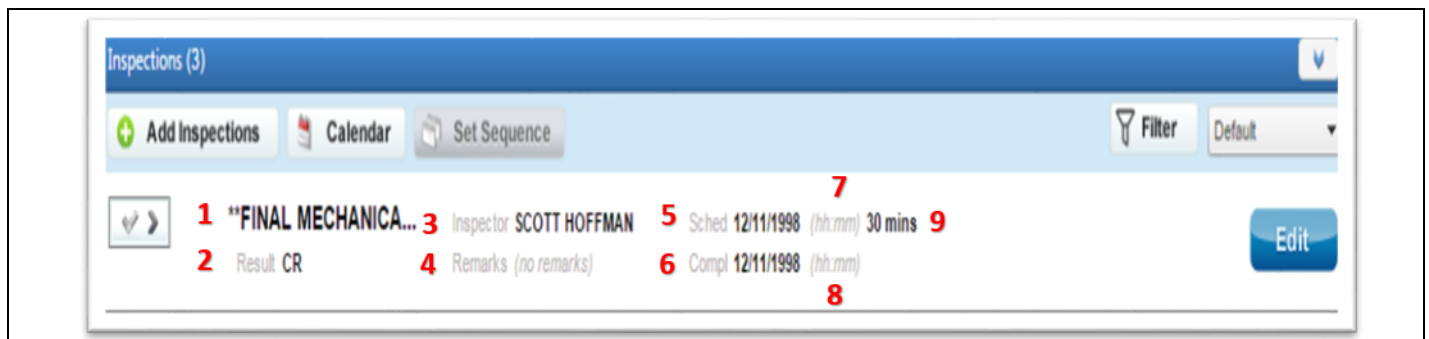 Inspections (3)
Add Inspections Calendar Set Sequence Filter Default
7
1 **FINAL MECHANICA... 3 Inspector SCOTT HOFFMAN 5 Sched 12/11/1998 (hh:mm) 30 mins 9
Edit
2 Result CR 4 Remarks (no remarks) 6 Compl 12/11/1998 (hh:mm)
8